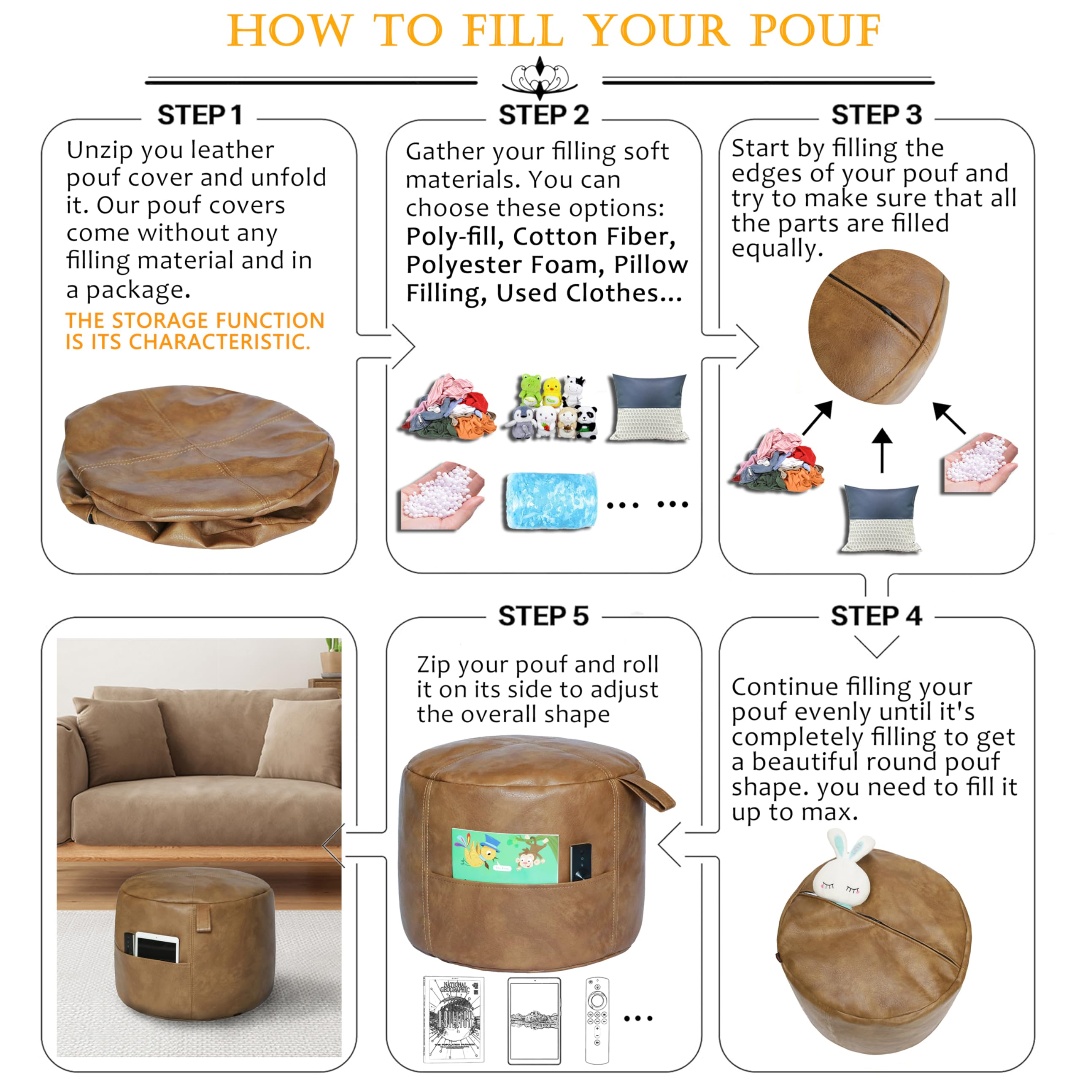 HOW TO FILL YOUR POUF
STEP 1
Unzip you leather
pouf cover and unfold
it. Our pouf covers
come without any
filling material and in
a package.
THE STORAGE FUNCTION
IS ITS CHARACTERISTIC.
STEP 2
Gather your filling soft
materials. You can
choose these options:
Poly-fill, Cotton Fiber,
Polyester Foam, Pillow
Filling, Used Clothes...
... ...
STEP 3
Start by filling the
edges of your pouf and
try to make sure that all
the parts are filled
equally.
STEP 4
Continue filling your
pouf evenly until it's
completely filling to get
a beautiful round pouf
shape. you need to fill it
up to max.
STEP 5
Zip your pouf and roll
it on its side to adjust
the overall shape
NATIONAL
GEOGRAPHIC
...